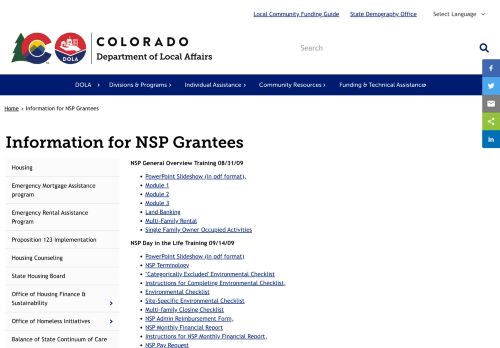 Local Community Funding Guide
State Demography Office
Select Language
COLORADO
Department of Local Affairs
DOLA
Search
DOLA
Divisions & Programs
Individual Assistance
Community Resources
Funding & Technical Assistance
Home
Information for NSP Grantees
Information for NSP Grantees
Housing
Emergency Mortgage Assistance
program
Emergency Rental Assistance
Program
Proposition 123 Implementation
Housing Counseling
State Housing Board
Office of Housing Finance &
Sustainability
Office of Homeless Initiatives
Balance of State Continuum of Care
NSP General Overview Training 08/31/09
PowerPoint Slideshow (in pdf format),
Module 1
Module 2
Module 3
Land Banking
Multi-Family Rental
Single Family Owner Occupied Activities
NSP Day in the Life Training 09/14/09
PowerPoint Slideshow (in pdf format)
NSP Terminology
"Categorically Excluded" Environmental Checklist
Instructions for Completing Environmental Checklist,
Environmental Checklist
Site-Specific Environmental Checklist
Multi-family Closing Checklist
NSP Admin Reimbursement Form,
NSP Monthly Financial Report
Instructions for NSP Monthly Financial Report,
NSP Pay Request